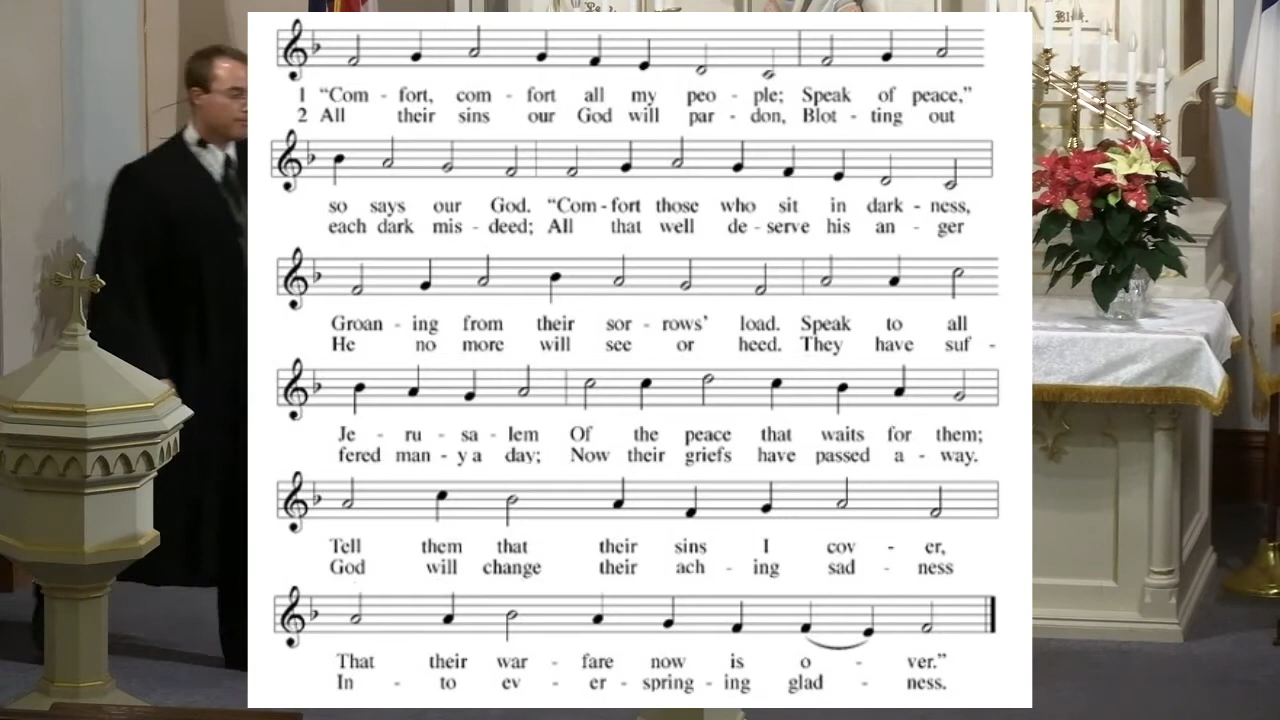 1 “Com - fort, com - fort all my peo - ple; Speak of peace,”
2 All their sins our God will par - don, Blot - ting out
so says our God. “Com - fort those who sit in dark - ness,
each dark mis - deed; All that well de - serve his an - ger
Groan - ing from their sor - rows’ load. Speak to all
He no more will see or heed. They have suf -
Je - ru - sa - lem Of the peace that waits for them;
fered man - y a day; Now their griefs have passed a - way.
Tell them that their sins I cov - er,
God will change their ach - ing sad - ness
That their war - fare now is o - ver.”
In - to ev - er - spring - ing glad - ness.